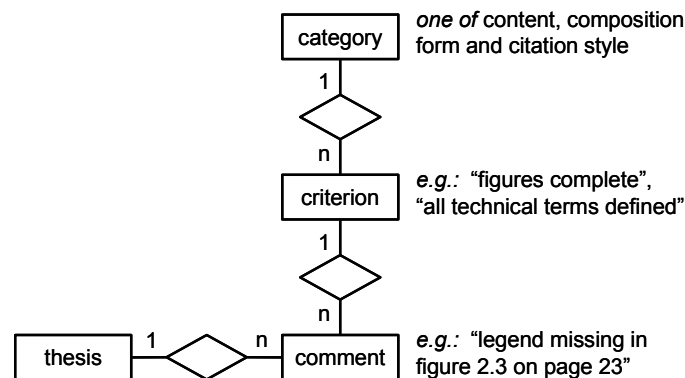 category
one of content, composition
form and citation style
1
n
criterion
e.g.: “figures complete”,
“all technical terms defined”
1
n
thesis
1
n
comment
e.g.: “legend missing in
figure 2.3 on page 23”